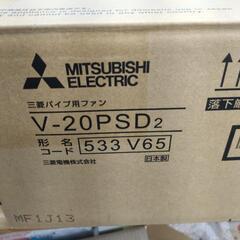 MITSUBISHI
ELECTRIC
三菱パイプ用ファン
V-20PSD2
形名
コード
533 V65
三菱電機株式会社
日本製
落下厳
MF1J13